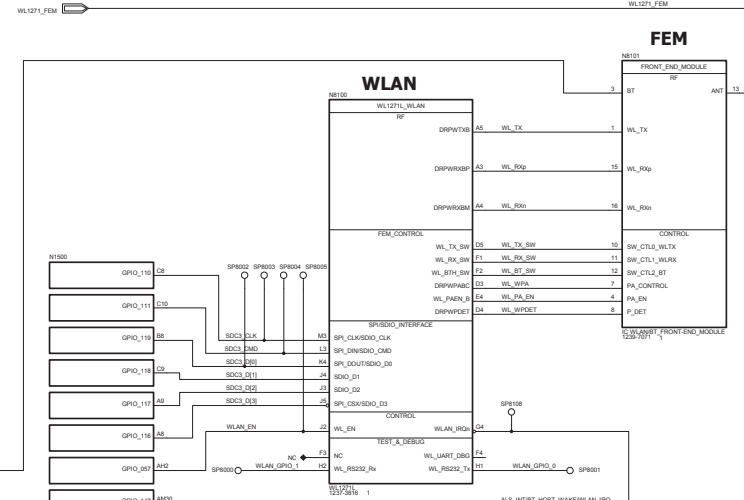 WL1271_FEM
WL1271_FEM
FEM
N8101
FRONT_END_MODULE
RF
3 BT ANT 13
WLAN
N8100
WL1271L_WLAN
RF
DRPWTXB A5 WL_TX 1 WL_TX
DRPWRXBP A3 WL_RXp 15 WL_RXp
DRPWRXBM A4 WL_RXn 16 WL_RXn
FEM_CONTROL CONTROL
WL_TX_SW D5 WL_TX_SW 10 SW_CTL0_WLTX
WL_RX_SW F1 WL_RX_SW 11 SW_CTL1_WLRX
WL_BTH_SW F2 WL_BT_SW 12 SW_CTL2_BT
DRPWPABC D3 WL_WPA 7 PA_CONTROL
WL_PAEN_B E4 WL_PA_EN 4 PA_EN
DRPWPDET D4 WL_WPDET 8 P_DET
IC WLAN/BT_FRONT-END_MODULE
1239-7071 1
N1500
SP8002 SP8003 SP8004 SP8005
GPIO_110 C8
GPIO_111 C10
GPIO_119 B8
GPIO_118 C9
GPIO_117 A9
GPIO_116 A8
GPIO_057 AH2
AM30
SPI/SDIO_INTERFACE
SDC3_CLK M3 SPI_CLK/SDIO_CLK
SDC3_CMD L3 SPI_DIN/SDIO_CMD
SDC3_D[0] K4 SPI_DOUT/SDIO_D0
SDC3_D[1] J4 SDIO_D1
SDC3_D[2] J3 SDIO_D2
SDC3_D[3] J5 SPI_CSX/SDIO_D3
CONTROL
SP8108
WLAN_EN J2 WL_EN WLAN_IRQn G4
TEST_&_DEBUG
NC F3 NC WL_UART_DBG F4
SP8000 WLAN_GPIO_1 H2 WL_RS232_Rx WL_RS232_Tx H1 WLAN_GPIO_0 SP8001
WL1271L
1237-3816 1